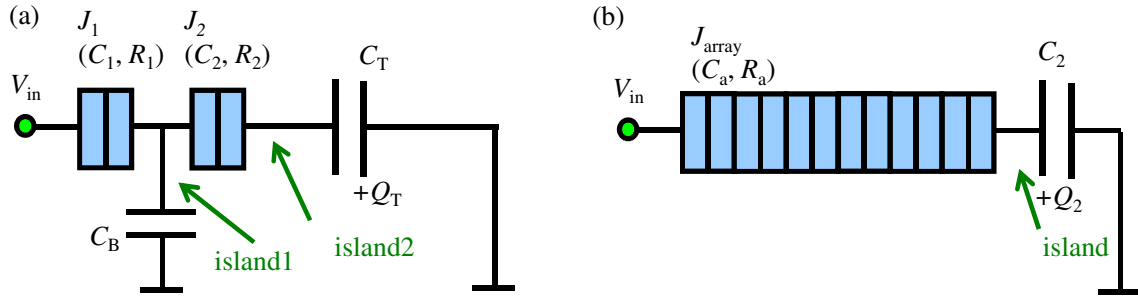 (a)
J1
(C1, R1)
J2
(C2, R2)
CT
Vin
+QT
CB
island1
island2
(b)
Jarray
(Ca, Ra)
C2
Vin
+Q2
island